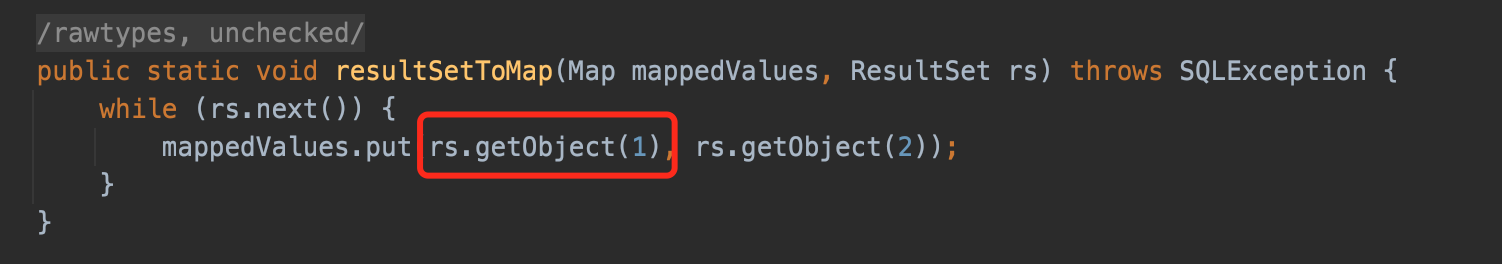 /rawtypes, unchecked/
public static void resultSetToMap(Map mappedValues, ResultSet rs) throws SQLException {
while (rs.next()) {
mappedValues.put rs.getObject(1), rs.getObject(2));
}
}